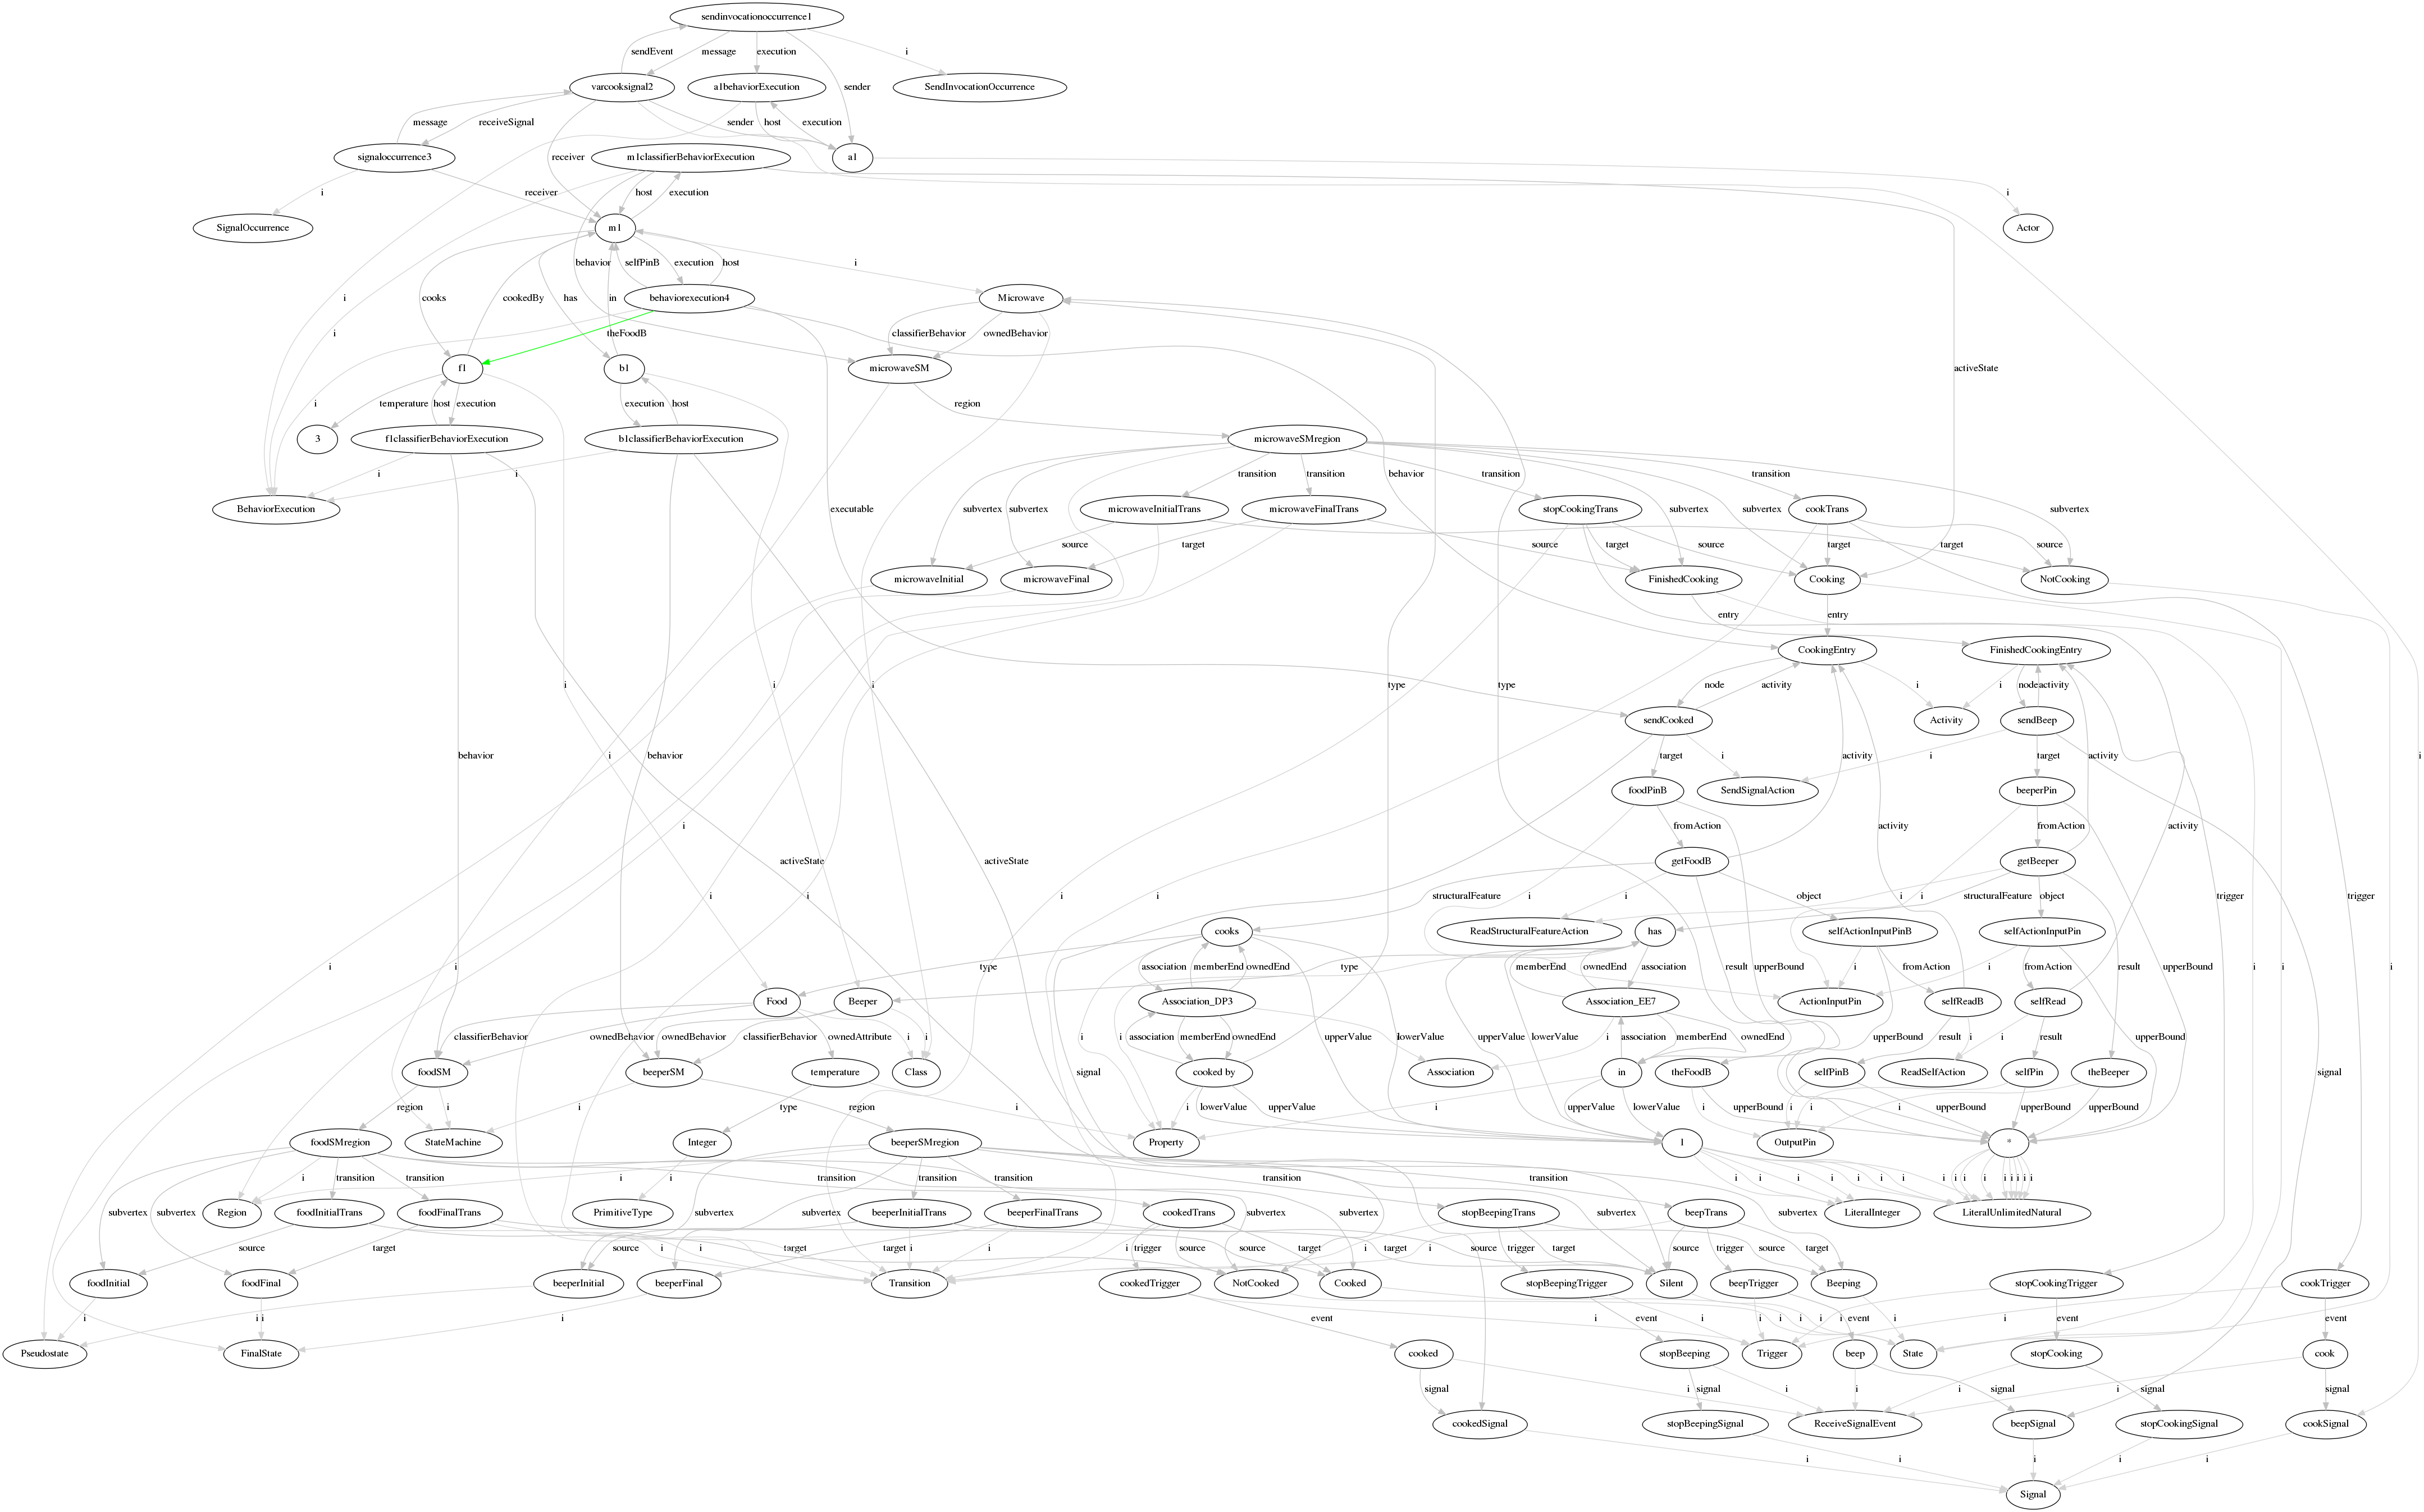 sendinvocationoccurrence1
sendEvent message execution i
varcooksignal2 a1behaviorExecution sender SendInvocationOccurrence
message receiveSignal sender host execution
signaloccurrence3 receiver m1classifierBehaviorExecution a1
i receiver host execution i
SignalOccurrence m1 Actor
behavior selfPinB execution host i
cooks cookedBy has in behaviorexecution4 i i Microwave
theFoodB classifierBehavior ownedBehavior
f1 b1 microwaveSM activeState
i temperature host execution execution host region
3 f1classifierBehaviorExecution b1classifierBehaviorExecution microwaveSMregion
i i transition transition behavior transition subvertex subvertex transition
BehaviorExecution executable subvertex subvertex microwaveInitialTrans microwaveFinalTrans type stopCookingTrans cookTrans subvertex
source target source target source target source target
microwaveInitial microwaveFinal FinishedCooking Cooking NotCooking
entry entry
CookingEntry FinishedCookingEntry
i i i type type node activity i i node activity
sendCooked Activity sendBeep
behavior behavior i target i activity i target activity
foodPinB SendSignalAction beeperPin
i fromAction activity fromAction activity
activeState activeState getFoodB getBeeper
i i i i structuralFeature i i object structuralFeature i object trigger trigger
cooks ReadStructuralFeatureAction has selfActionInputPinB selfActionInputPin
type association memberEnd ownedEnd type memberEnd ownedEnd association result upperBound i fromAction i fromAction result upperBound
Food Beeper Association_DP3 Association_EE7 ActionInputPin selfReadB selfRead
classifierBehavior ownedBehavior ownedBehavior classifierBehavior ownedAttribute i i association memberEnd ownedEnd i i upperValue lowerValue upperValue lowerValue i association memberEnd ownedEnd upperBound result i i result upperBound
foodSM beeperSM temperature Class cooked by Association in theFoodB selfPinB ReadSelfAction selfPin theBeeper
region i i type region i signal i lowerValue upperValue i upperValue lowerValue i upperBound i upperBound i i upperBound upperBound signal
foodSMregion StateMachine Integer beeperSMregion Property 1 OutputPin *
i transition transition i i transition transition transition transition transition i i i i i i i i i i i i
subvertex subvertex Region foodInitialTrans foodFinalTrans PrimitiveType subvertex subvertex beeperInitialTrans beeperFinalTrans cookedTrans subvertex subvertex stopBeepingTrans subvertex beepTrans subvertex LiteralInteger LiteralUnlimitedNatural
source target i i target source i target i source i trigger source target target source i trigger target source source trigger target
foodInitial foodFinal beeperInitial beeperFinal Transition cookedTrigger NotCooked Cooked stopBeepingTrigger Silent beepTrigger Beeping stopCookingTrigger cookTrigger
i i i i event i event i i i i i event i i event i event
Pseudostate FinalState cooked stopBeeping Trigger beep State stopCooking cook
signal i signal i i signal i signal i signal
cookedSignal stopBeepingSignal ReceiveSignalEvent beepSignal stopCookingSignal cookSignal
i i i i i
Signal